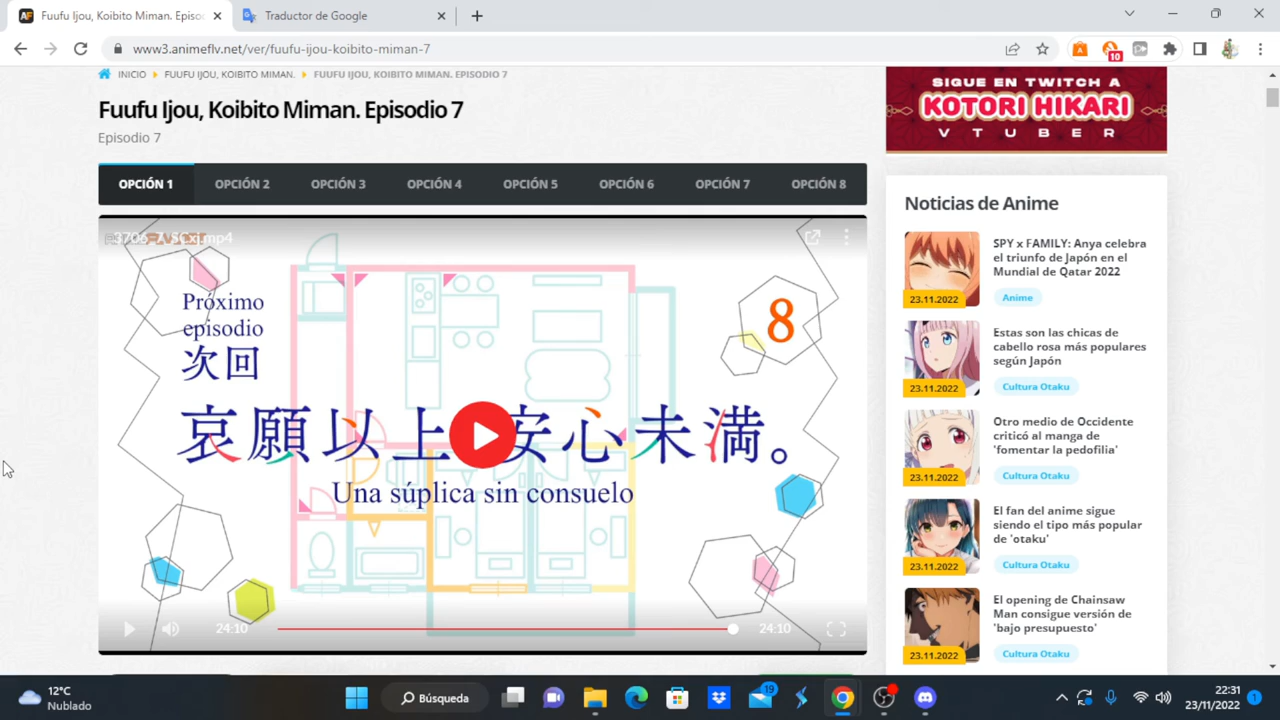 Fuufu Ijou, Koibito Miman. Episo
Traductor de Google
www3.animeflv.net/ver/fuufu-ijou-koibito-miman-7
10
INICIO
FUUFU IJOU, KOIBITO MIMAN.
FUUFU IJOU, KOIBITO MIMAN. EPISODIO 7
Fuufu Ijou, Koibito Miman. Episodio 7
Episodio 7
OPCIÓN 1
OPCIÓN 2
OPCIÓN 3
OPCIÓN 4
OPCIÓN 5
OPCIÓN 6
OPCIÓN 7
OPCIÓN 8
Próximo
episodio
次回
8
哀願以上
安心未満。
Una súplica sin consuelo
24:10
24:10
SIGUE EN TWITCH A
KOTORI HIKARI
VTUBER
Noticias de Anime
SPY x FAMILY: Anya celebra
el triunfo de Japón en el
Mundial de Qatar 2022
23.11.2022
Anime
Estas son las chicas de
cabello rosa más populares
según Japón
23.11.2022
Cultura Otaku
Otro medio de Occidente
criticó al manga de
'fomentar la pedofilia'
23.11.2022
Cultura Otaku
El fan del anime sigue
siendo el tipo más popular
de 'otaku'
23.11.2022
Cultura Otaku
El opening de Chainsaw
Man consigue versión de
'bajo presupuesto'
23.11.2022
Cultura Otaku
12°C
Nublado
Búsqueda
19
22:31
23/11/2022
1